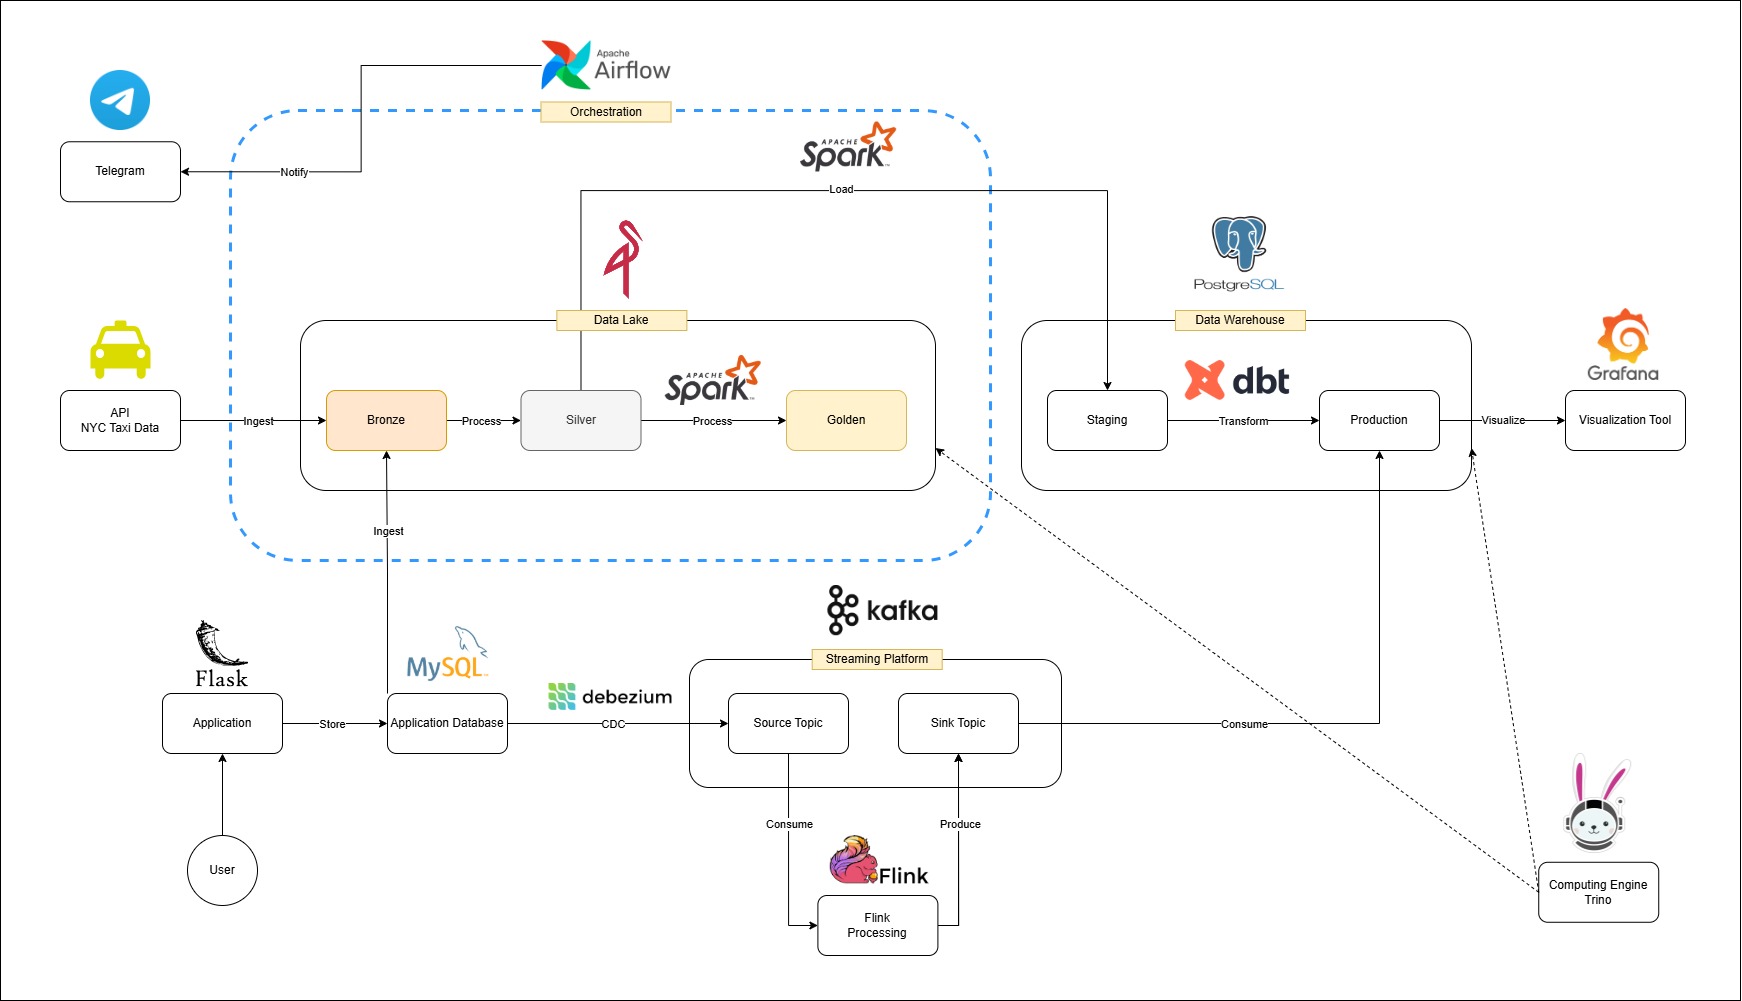 Apache
Airflow
Orchestration
Telegram
Notify
APACHE
Spark
Load
PostgreSQL
Data Lake
Data Warehouse
Grafana
API
NYC Taxi Data
Ingest
Bronze
Process
Silver
APACHE
Spark
Process
Golden
Staging
dbt
Transform
Production
Visualize
Visualization Tool
Ingest
kafka
Streaming Platform
Flask
MySQL
debezium
Application
Store
Application Database
CDC
Source Topic
Sink Topic
Consume
Consume
Produce
Flink
User
Flink
Processing
Computing Engine
Trino